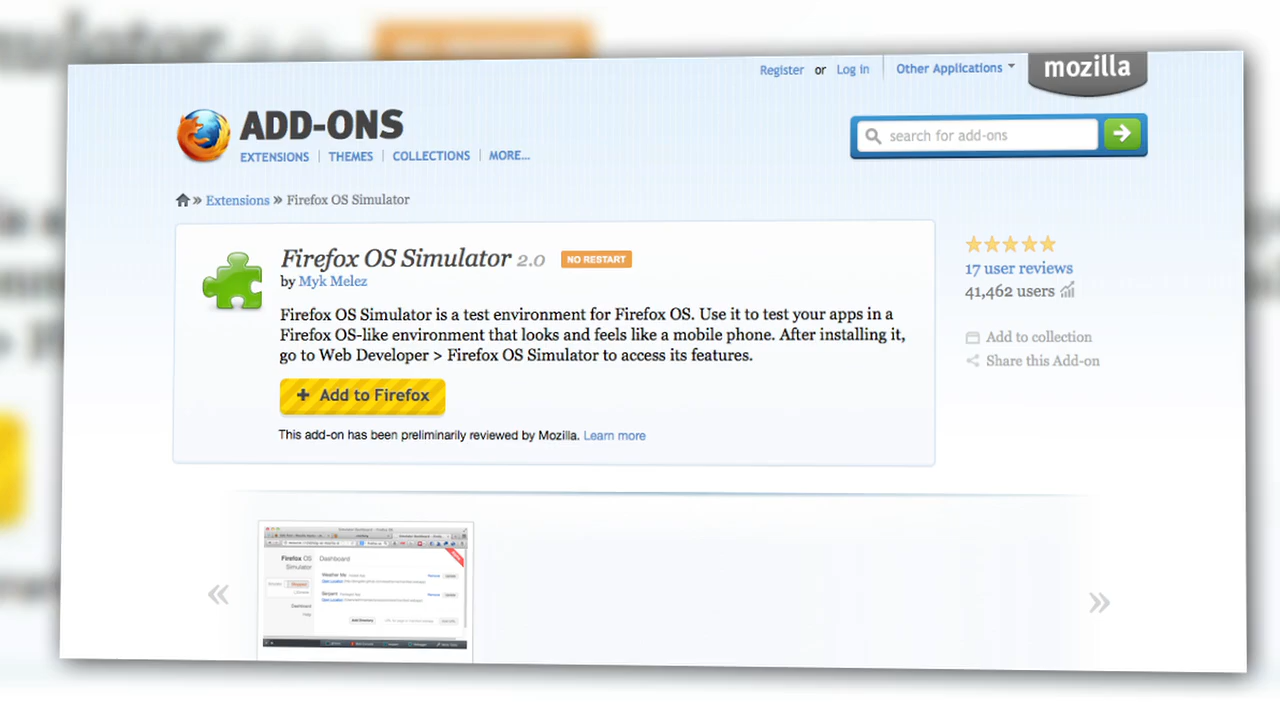 Register or Log in Other Applications
mozilla
ADD-ONS
search for add-ons
EXTENSIONS | THEMES | COLLECTIONS | MORE...
» Extensions » Firefox OS Simulator
Firefox OS Simulator 2.0 NO RESTART
by Myk Melez
Firefox OS Simulator is a test environment for Firefox OS. Use it to test your apps in a
Firefox OS-like environment that looks and feels like a mobile phone. After installing it,
go to Web Developer > Firefox OS Simulator to access its features.
+ Add to Firefox
This add-on has been preliminarily reviewed by Mozilla. Learn more
17 user reviews
41,462 users
Add to collection
Share this Add-on
Firefox OS
Simulator
Dashboard
« »